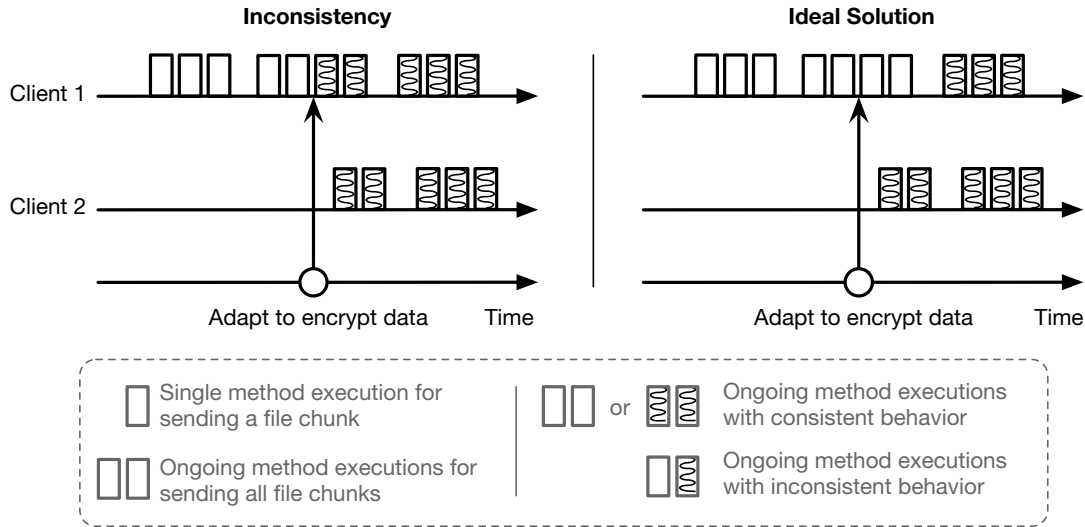 Inconsistency
Ideal Solution
Client 1
Client 2
Adapt to encrypt data
Time
Adapt to encrypt data
Time
Single method execution for
sending a file chunk
Ongoing method executions for
sending all file chunks
or
Ongoing method executions
with consistent behavior
Ongoing method executions
with inconsistent behavior